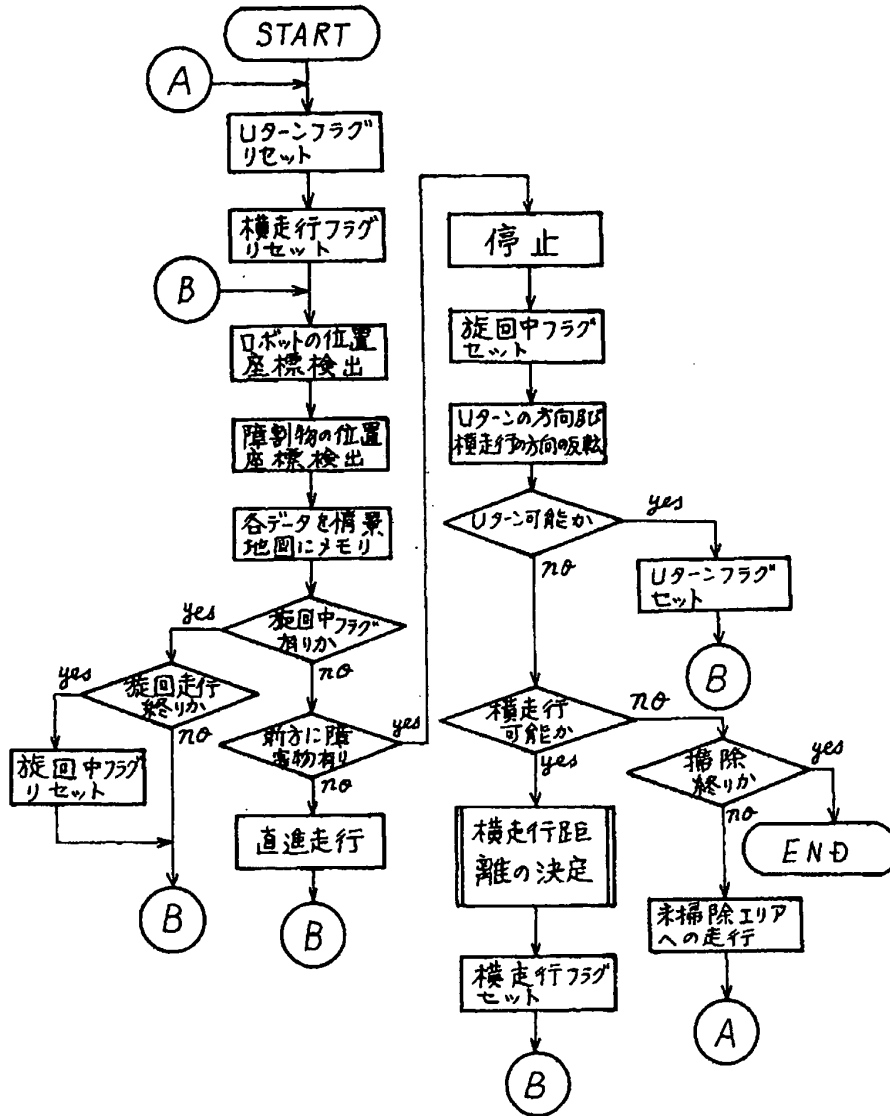 START
A
Uターンフラグ
リセット
横走行フラグ
リセット
B
ロボットの位置
座標検出
障割物の位置
座標検出
各データを情景
地図にメモリ
旋回中フラグ
有りか
yes
no
旋回走行
終りか
yes
no
旋回中フラグ
リセット
B
前方に障
害物有り
yes
no
直進走行
B
停止
旋回中フラグ
セット
Uターンの方向及び
横走行の方向の反転
Uターン可能か
yes
no
Uターンフラグ
セット
B
横走行
可能か
no
yes
掃除
終りか
yes
no
END
横走行距
離の決定
未掃除エリア
への走行
横走行フラグ
セット
A
B